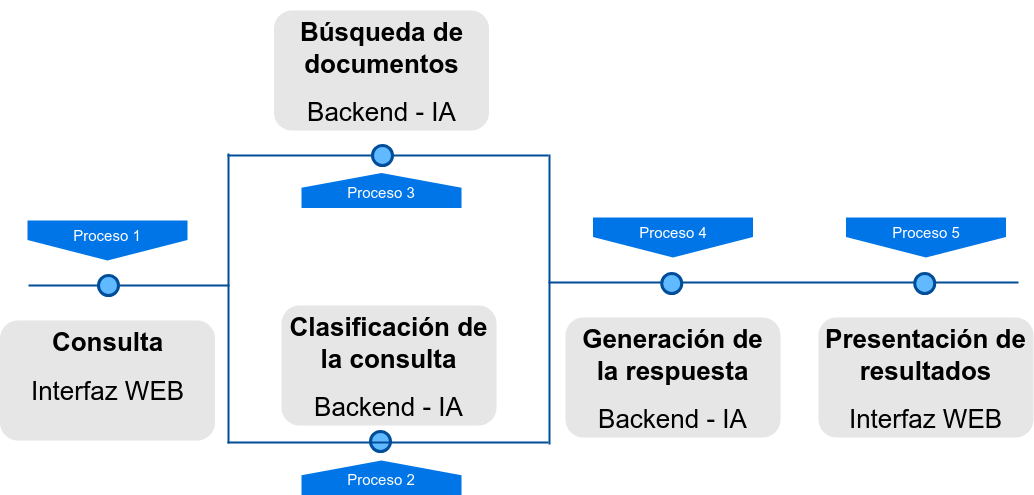 Búsqueda de
documentos
Backend - IA
Proceso 3
Proceso 1
Consulta
Interfaz WEB
Clasificación de
la consulta
Backend - IA
Proceso 2
Proceso 4
Generación de
la respuesta
Backend - IA
Proceso 5
Presentación de
resultados
Interfaz WEB